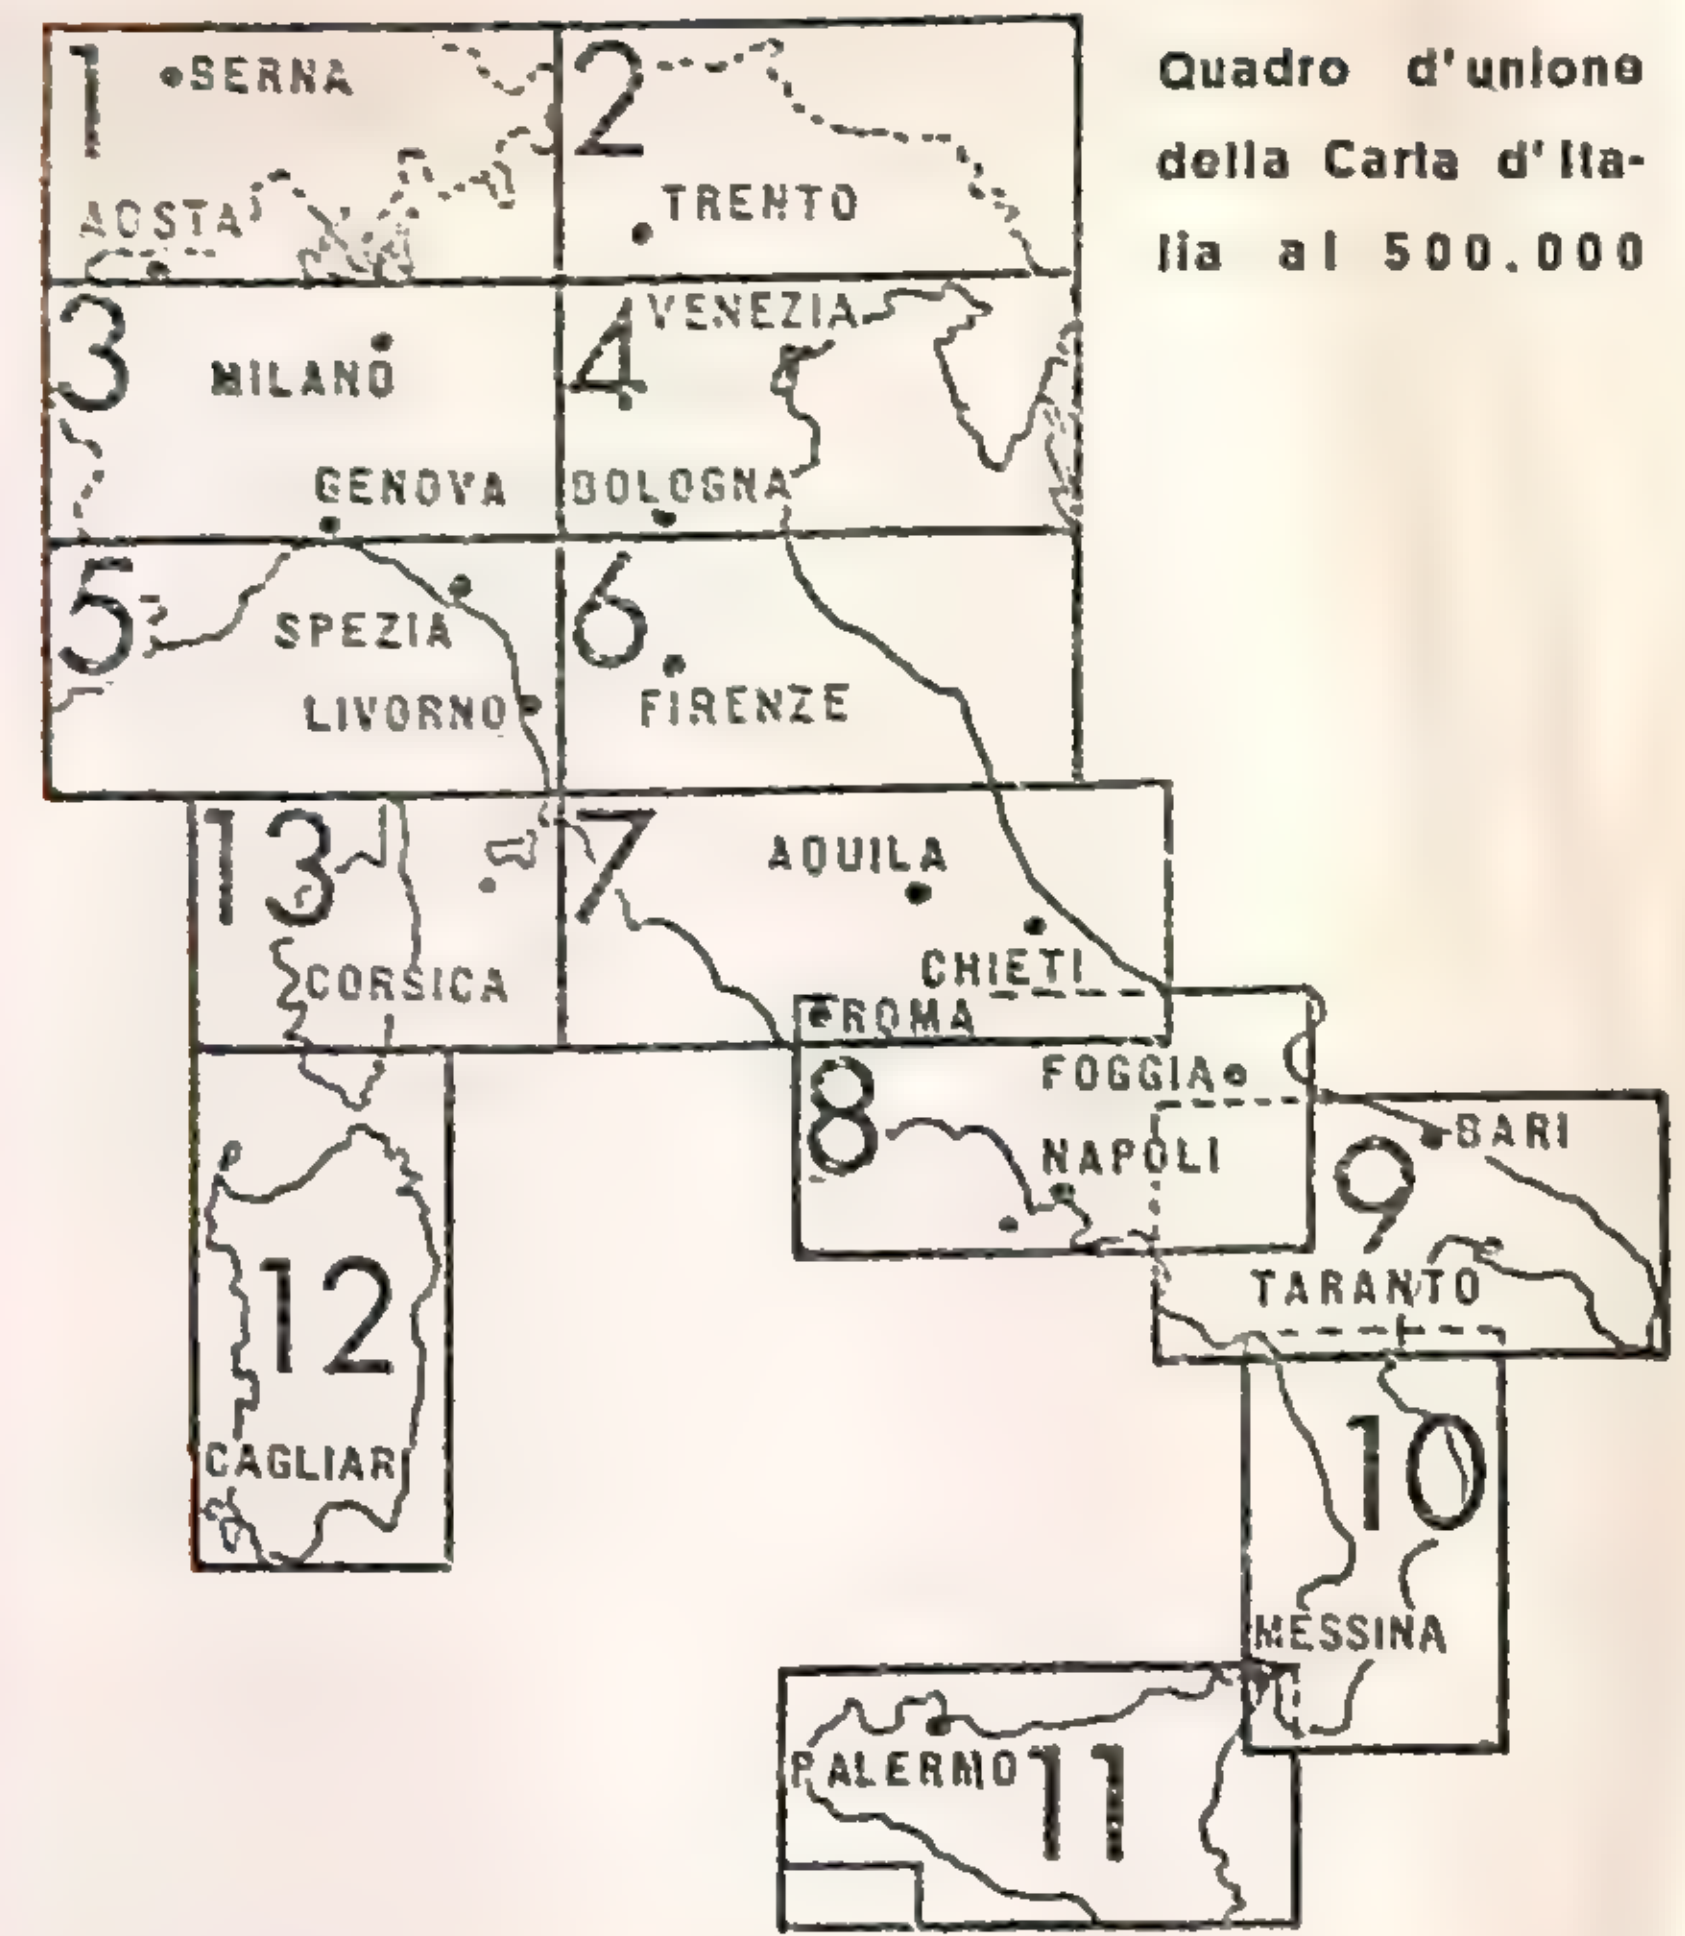 Quadro d'unione
della Carta d'Ita-
lia al 500.000
1
SERNA
2
AOSTA
TRENTO
3
MILANO
4
VENEZIA
GENOVA
BOLOGNA
5
SPEZIA
LIVORNO
6
FIRENZE
13
CORSICA
7
AQUILA
CHIETI
ROMA
8
FOGGIA
NAPOLI
9
BARI
TARANTO
12
CAGLIARI
10
MESSINA
PALERMO
11